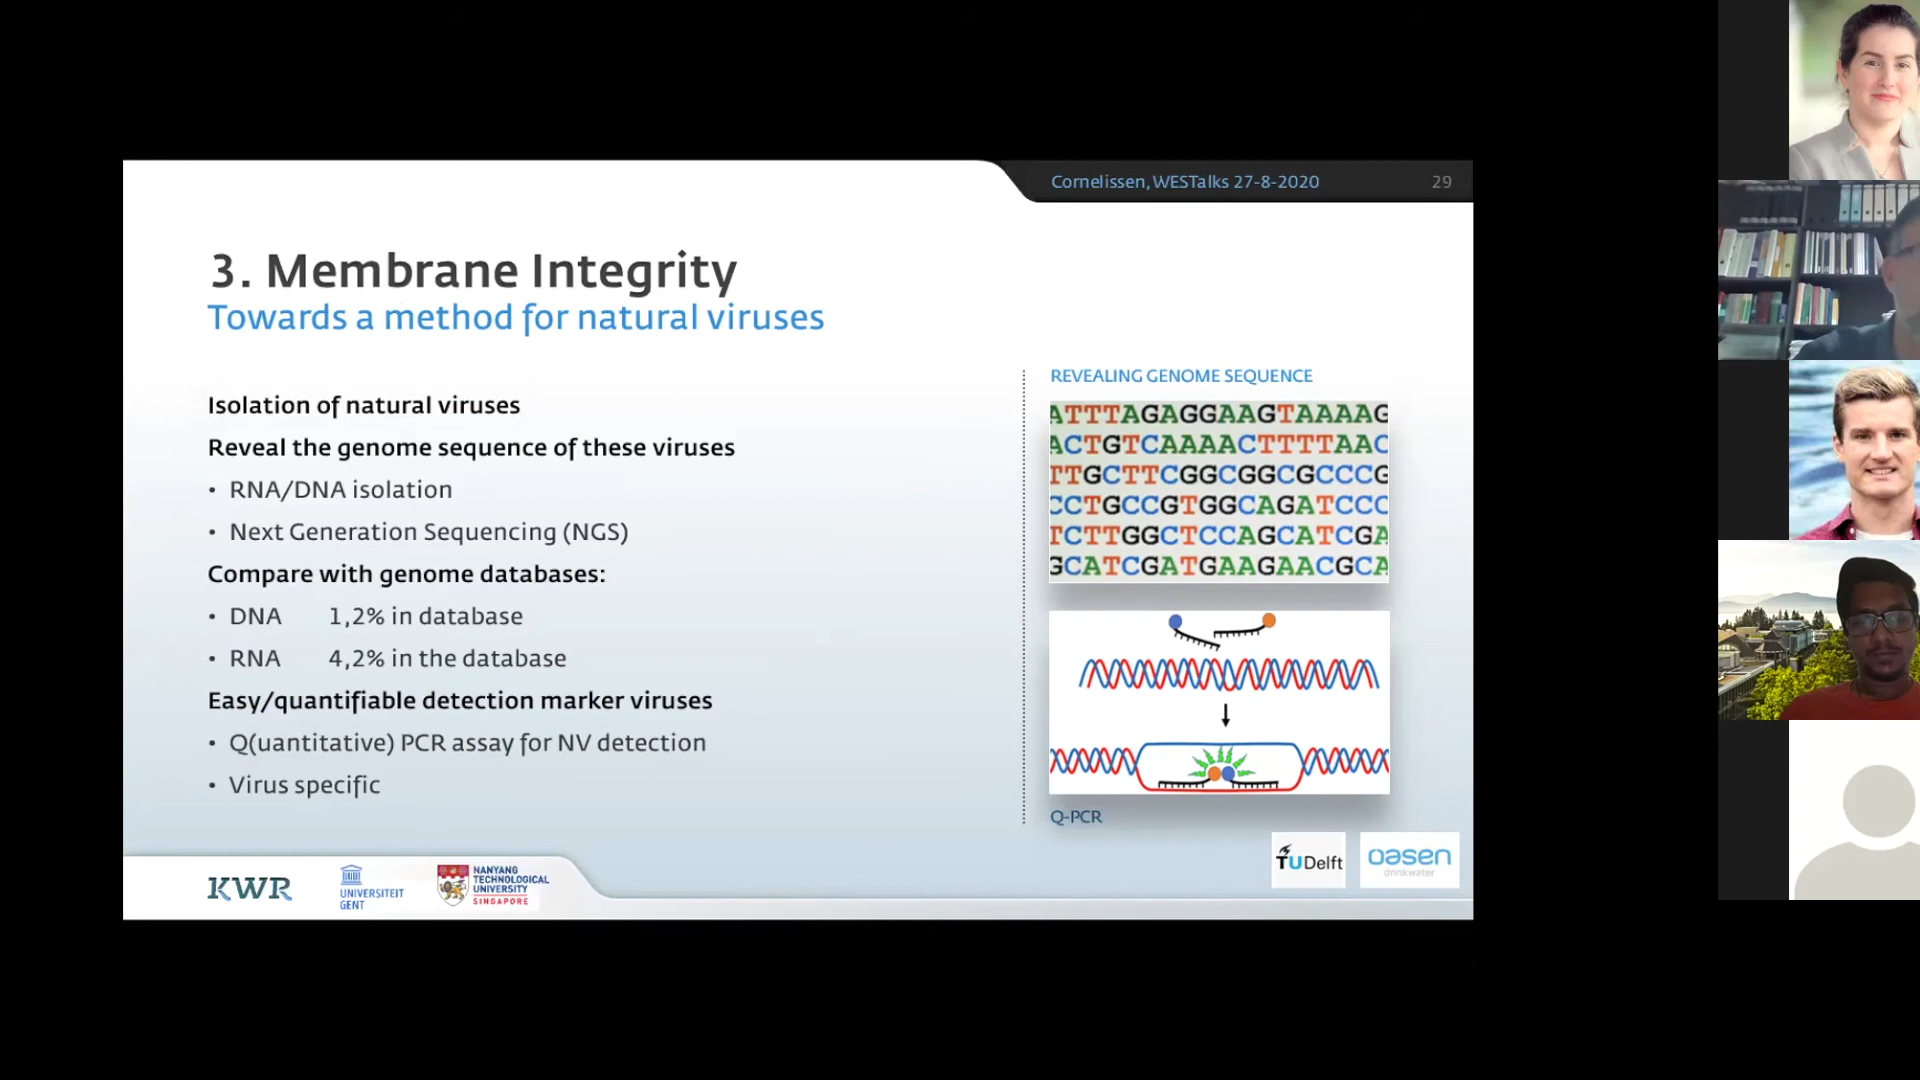 Cornelissen, WESTalks 27-8-2020 29
3. Membrane Integrity
Towards a method for natural viruses
Isolation of natural viruses
Reveal the genome sequence of these viruses
• RNA/DNA isolation
• Next Generation Sequencing (NGS)
Compare with genome databases:
• DNA 1,2% in database
• RNA 4,2% in the database
Easy/quantifiable detection marker viruses
• Q(uantitative) PCR assay for NV detection
• Virus specific
REVEALING GENOME SEQUENCE
ATTTAGAGGAAGTAAAAG
ACTGTCAAAACTTTTAAC
TTGCTTCGGCGGCGCCCG
CCTGCCGTGGCAGATCCC
TCTTGGCTCCAGCATCGA
GCATCGATGAAGAACGCA
Q-PCR
TUDelft
oasen
drinkwater
KWR
UNIVERSITEIT
GENT
NANYANG
TECHNOLOGICAL
UNIVERSITY
SINGAPORE